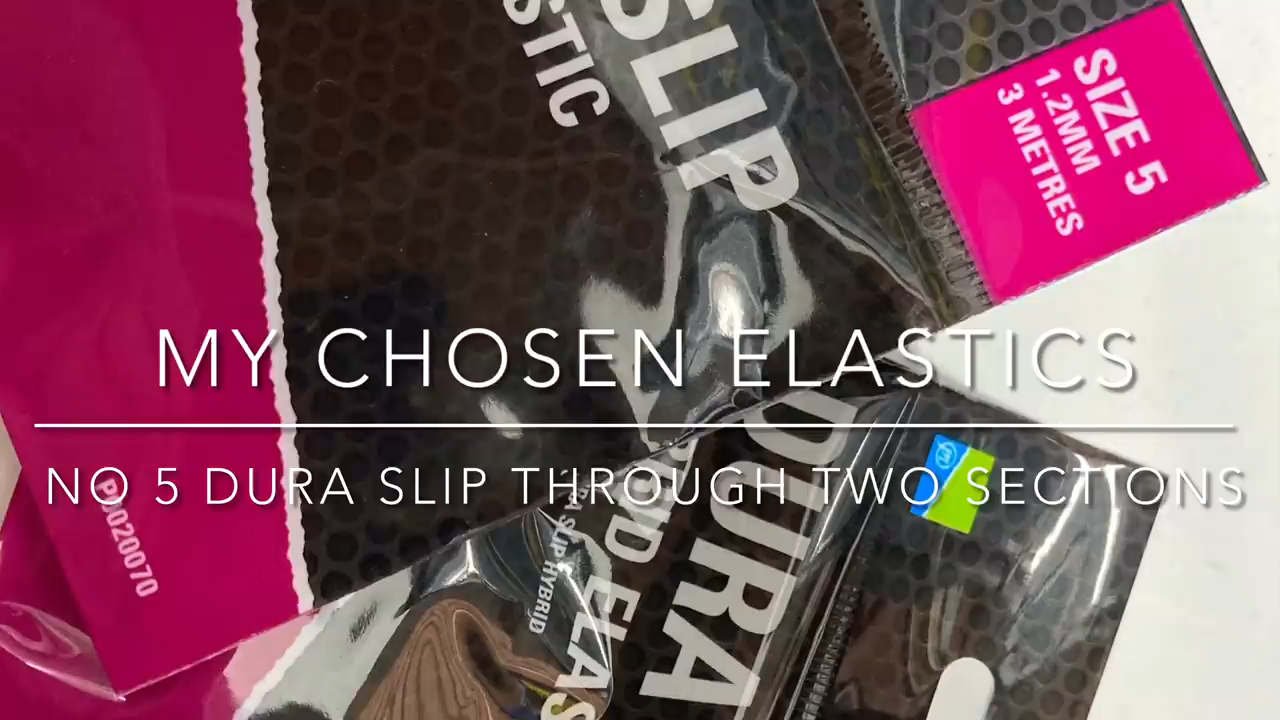 STIC
SLIP
SIZE 5
1.2MM
3 METRES
MY CHOSEN ELASTICS
NO 5 DURA SLIP THROUGH TWO SECTIONS
P0020070
SLIP HYBRID
DURA